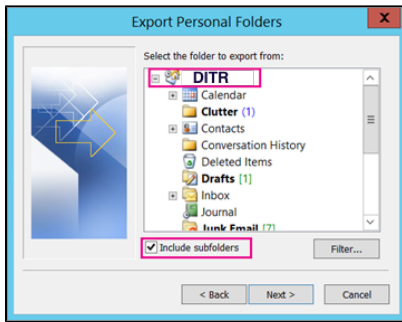 Export Personal Folders
x
Select the folder to export from:
DITR
Calendar
Clutter (1)
Contacts
Conversation History
Deleted Items
Drafts [1]
Inbox
Journal
Junk Email [7]
Include subfolders
Filter...
< Back Next > Cancel